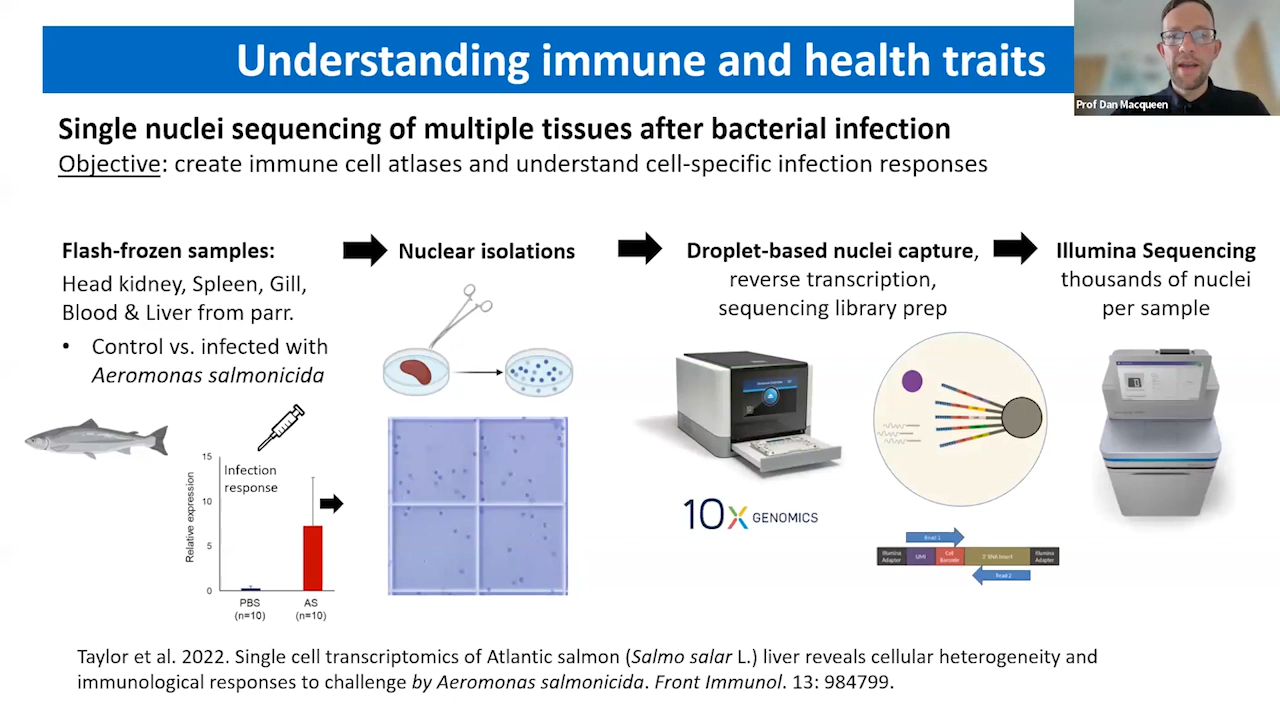 Understanding immune and health traits
Prof Dan Macqueen
Single nuclei sequencing of multiple tissues after bacterial infection
Objective: create immune cell atlases and understand cell-specific infection responses
Flash-frozen samples:
Head kidney, Spleen, Gill,
Blood & Liver from parr.
• Control vs. infected with
Aeromonas salmonicida
Nuclear isolations
Droplet-based nuclei capture,
reverse transcription,
sequencing library prep
Illumina Sequencing
thousands of nuclei
per sample
Relative expression
15
10
5
0
Infection
response
PBS
(n=10)
AS
(n=10)
10X GENOMICS
Read 1
Illumina
Adapter
UMI
Cell
Barcode
3' RNA Insert
Illumina
Adapter
Read 2
Taylor et al. 2022. Single cell transcriptomics of Atlantic salmon (Salmo salar L.) liver reveals cellular heterogeneity and
immunological responses to challenge by Aeromonas salmonicida. Front Immunol. 13: 984799.